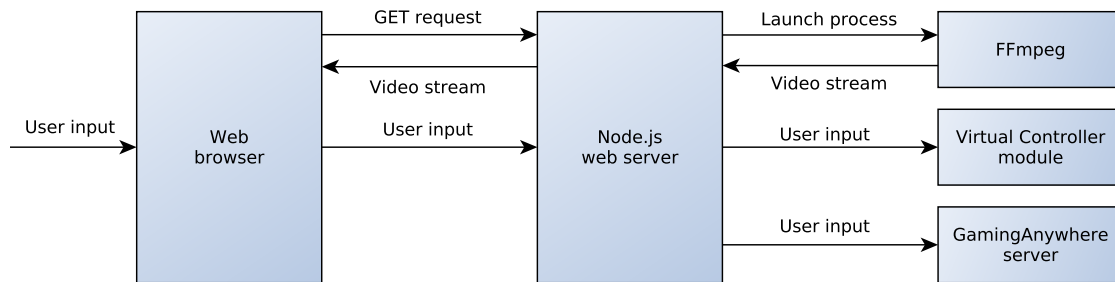 GET request
Launch process
FFmpeg
Video stream
Video stream
User input
Web
browser
User input
Node.js
web server
User input
Virtual Controller
module
User input
GamingAnywhere
server